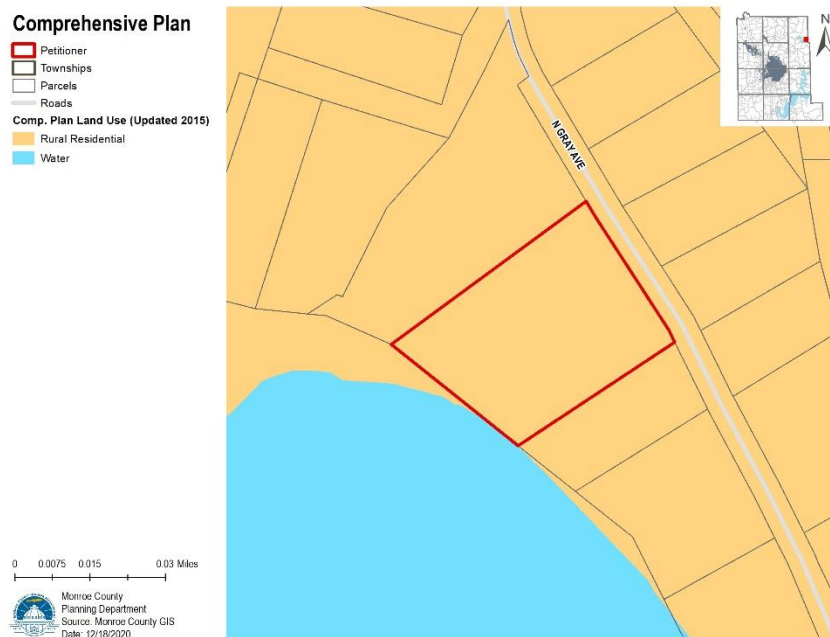 Comprehensive Plan
Petitioner
Townships
Parcels
Roads
Comp. Plan Land Use (Updated 2015)
Rural Residential
Water
N GRAY AVE
N
0 0.0075 0.015 0.03 Miles
Monroe County
Planning Department
Source: Monroe County GIS
Date: 12/18/2020